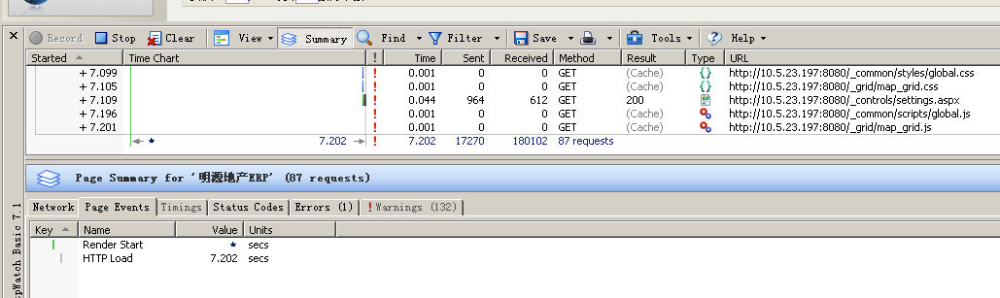 Record Stop Clear View Summary Find Filter Save Tools Help
Started Time Chart ! Time Sent Received Method Result Type URL
+ 7.099 ! 0.001 0 0 GET (Cache) {} http://10.5.23.197:8080/_common/styles/global.css
+ 7.105 ! 0.001 0 0 GET (Cache) {} http://10.5.23.197:8080/_grid/map_grid.css
+ 7.109 ! 0.044 964 612 GET 200 http://10.5.23.197:8080/_controls/settings.aspx
+ 7.196 ! 0.001 0 0 GET (Cache) http://10.5.23.197:8080/_common/scripts/global.js
+ 7.201 ! 0.001 0 0 GET (Cache) http://10.5.23.197:8080/_grid/map_grid.js
* 7.202 ! 7.202 17270 180102 87 requests
Page Summary for '明源地产ERP' (87 requests)
Network Page Events Timings Status Codes Errors (1) ! Warnings (132)
Key Name Value Units
Render Start * secs
HTTP Load 7.202 secs
pWatch Basic 7.1